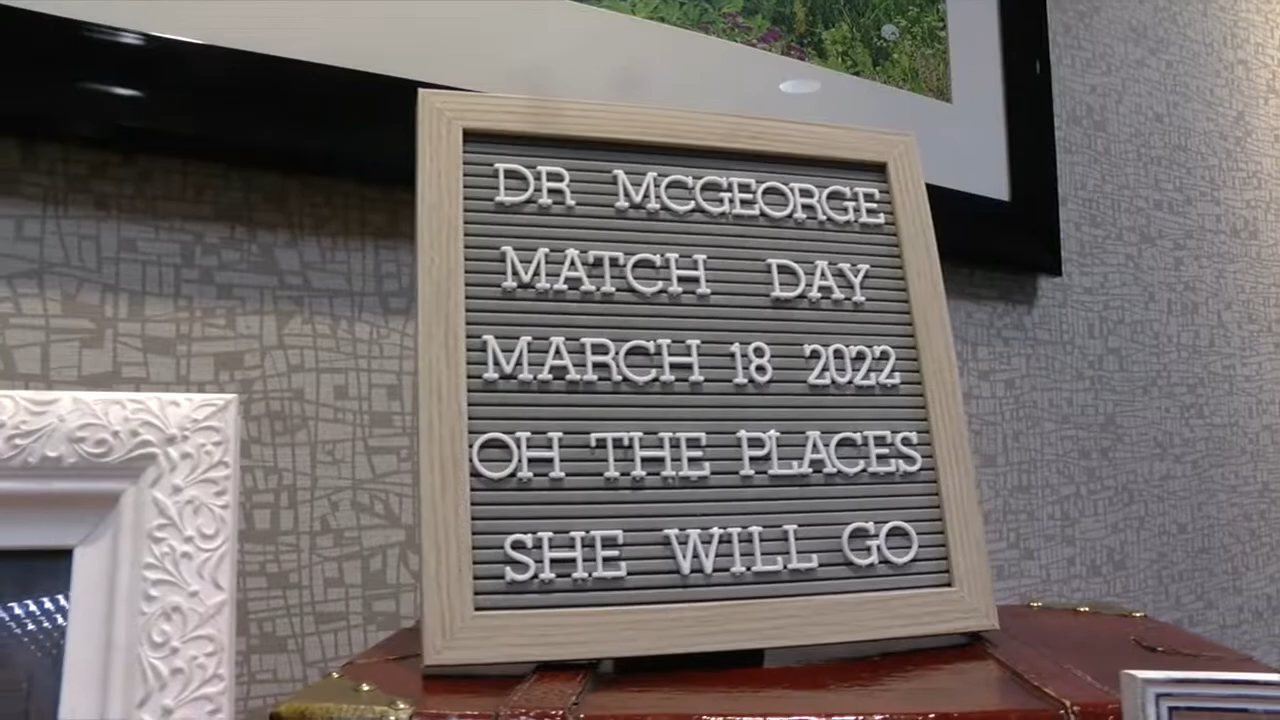 DR MCGEORGE
MATCH DAY
MARCH 18 2022
OH THE PLACES
SHE WILL GO